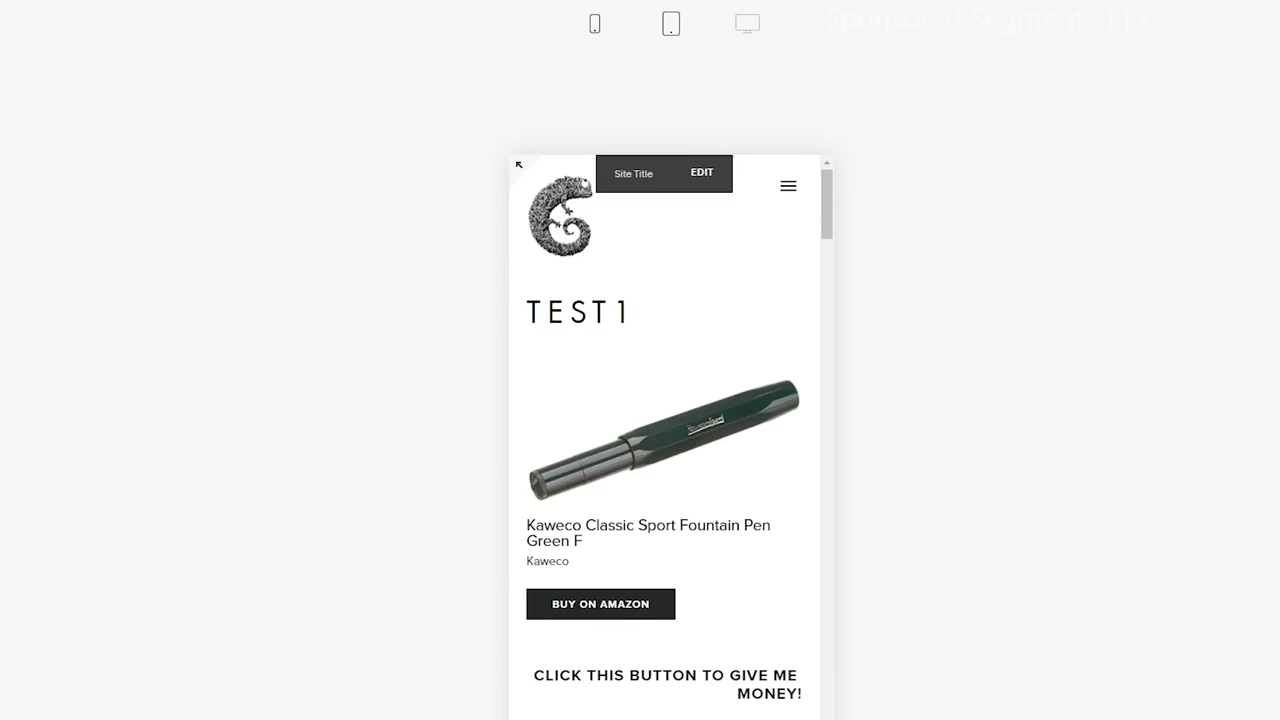 Sponsored Segment: 11s
Site Title
EDIT
TEST1
Kaweco Classic Sport Fountain Pen
Green F
Kaweco
BUY ON AMAZON
CLICK THIS BUTTON TO GIVE ME
MONEY!